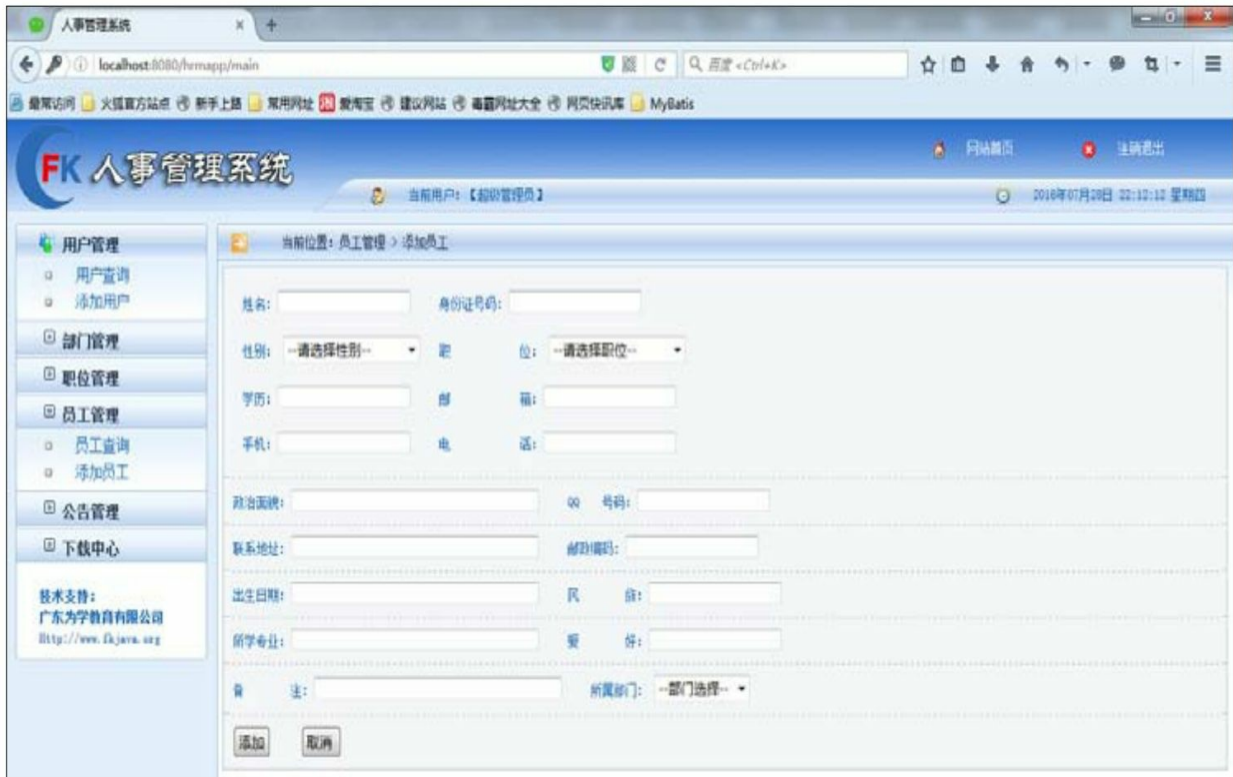 人事管理系统
localhost:8080/hrmapp/main
百度 <Ctrl+K>
最常访问 火狐官方站点 新手上路 常用网址 爱淘宝 建议网站 毒霸网址大全 网页快讯库 MyBatis
FK 人事管理系统
网站首页 注销退出
当前用户：【超级管理员】
2016年07月28日 22:12:12 星期四
用户管理
用户查询
添加用户
部门管理
职位管理
员工管理
员工查询
添加员工
公告管理
下载中心
技术支持：
广东为学教育有限公司
Http://www.fkjava.org
当前位置：员工管理 > 添加员工
姓名： 身份证号码：
性别： --请选择性别-- 职 位： --请选择职位--
学历： 邮 箱：
手机： 电 话：
政治面貌： QQ 号码：
联系地址： 邮政编码：
出生日期： 民 族：
所学专业： 爱 好：
备 注： 所属部门： --部门选择--
添加 取消